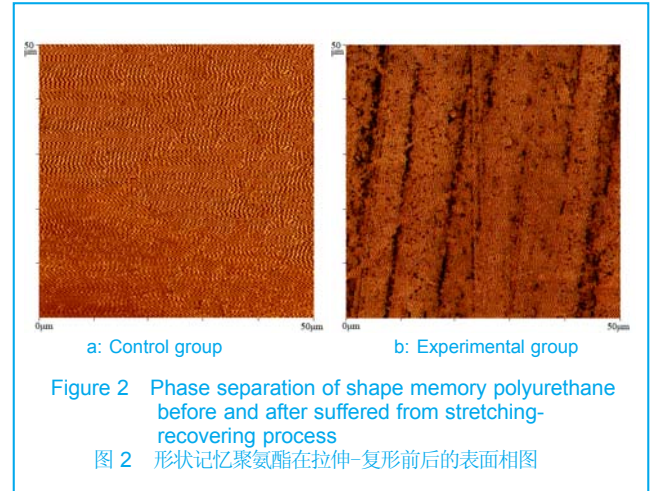 50
μm
0μm 50μm
0μm 50μm
a: Control group b: Experimental group
Figure 2 Phase separation of shape memory polyurethane
before and after suffered from stretching-
recovering process
图 2 形状记忆聚氨酯在拉伸-复形前后的表面相图